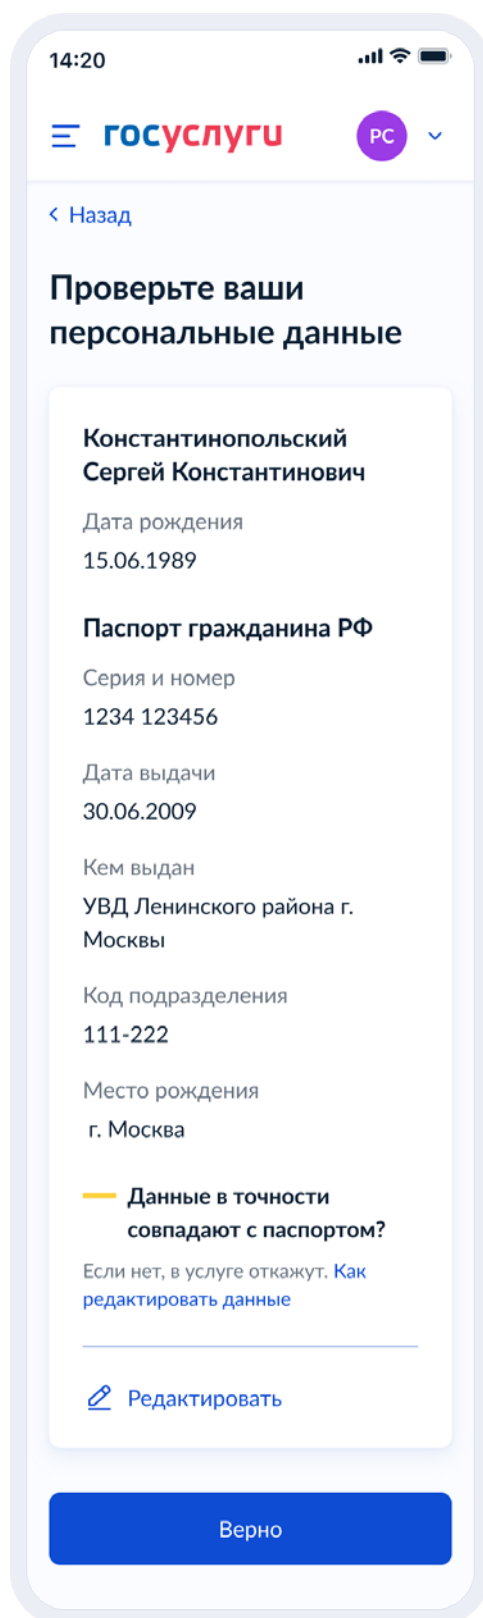 14:20
госуслуги
РС
Назад
Проверьте ваши
персональные данные
Константинопольский
Сергей Константинович
Дата рождения
15.06.1989
Паспорт гражданина РФ
Серия и номер
1234 123456
Дата выдачи
30.06.2009
Кем выдан
УВД Ленинского района г.
Москвы
Код подразделения
111-222
Место рождения
г. Москва
Данные в точности
совпадают с паспортом?
Если нет, в услуге откажут. Как
редактировать данные
Редактировать
Верно